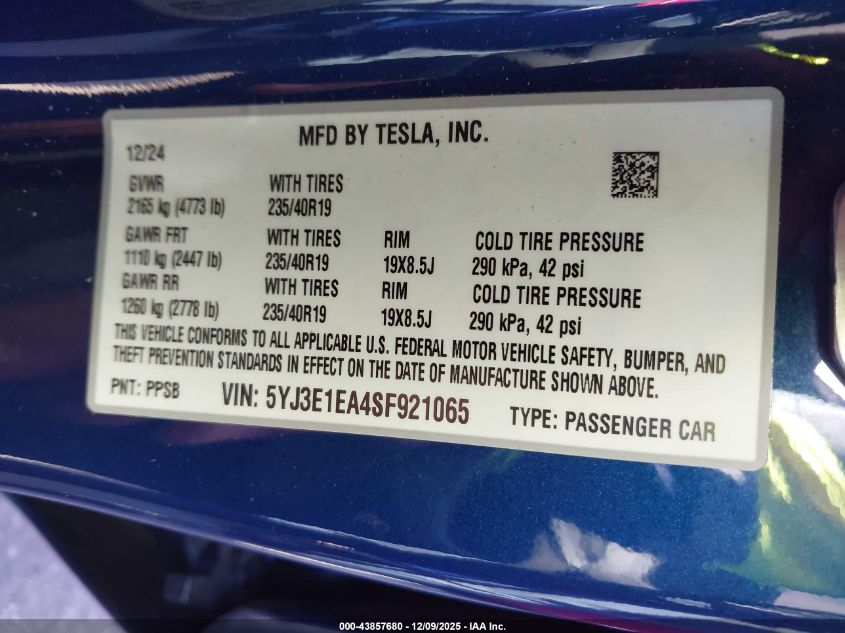 MFD BY TESLA, INC.
12/24
GVWR WITH TIRES
2165 kg (4773 lb) 235/40R19
GAWR FRT WITH TIRES RIM COLD TIRE PRESSURE
1110 kg (2447 lb) 235/40R19 19X8.5J 290 kPa, 42 psi
GAWR RR WITH TIRES RIM COLD TIRE PRESSURE
1260 kg (2778 lb) 235/40R19 19X8.5J 290 kPa, 42 psi
THIS VEHICLE CONFORMS TO ALL APPLICABLE U.S. FEDERAL MOTOR VEHICLE SAFETY, BUMPER, AND
THEFT PREVENTION STANDARDS IN EFFECT ON THE DATE OF MANUFACTURE SHOWN ABOVE.
PNT: PPSB VIN: 5YJ3E1EA4SF921065 TYPE: PASSENGER CAR
000-43857680 - 12/09/2025 - IAA Inc.